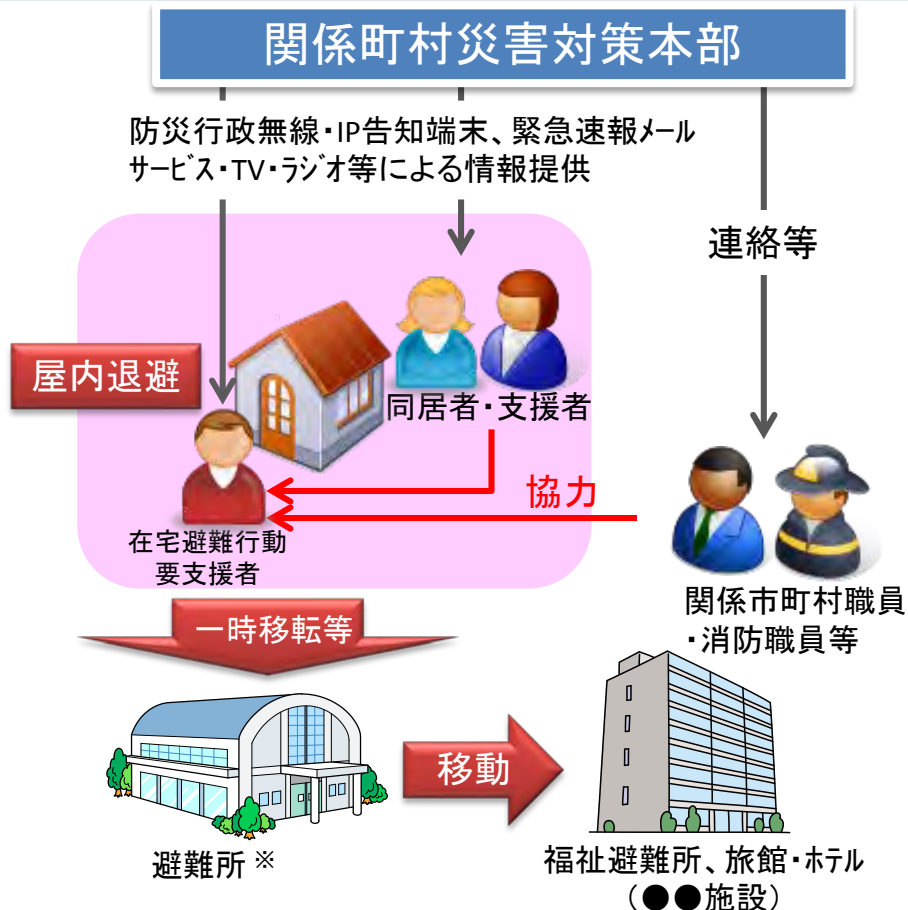 関係町村災害対策本部
防災行政無線・IP告知端末、緊急速報メール
サービス・TV・ラジオ等による情報提供
連絡等
屋内退避
同居者・支援者
協力
在宅避難行動
要支援者
関係市町村職員
・消防職員等
一時移転等
移動
避難所※
福祉避難所、旅館・ホテル
(●●施設)